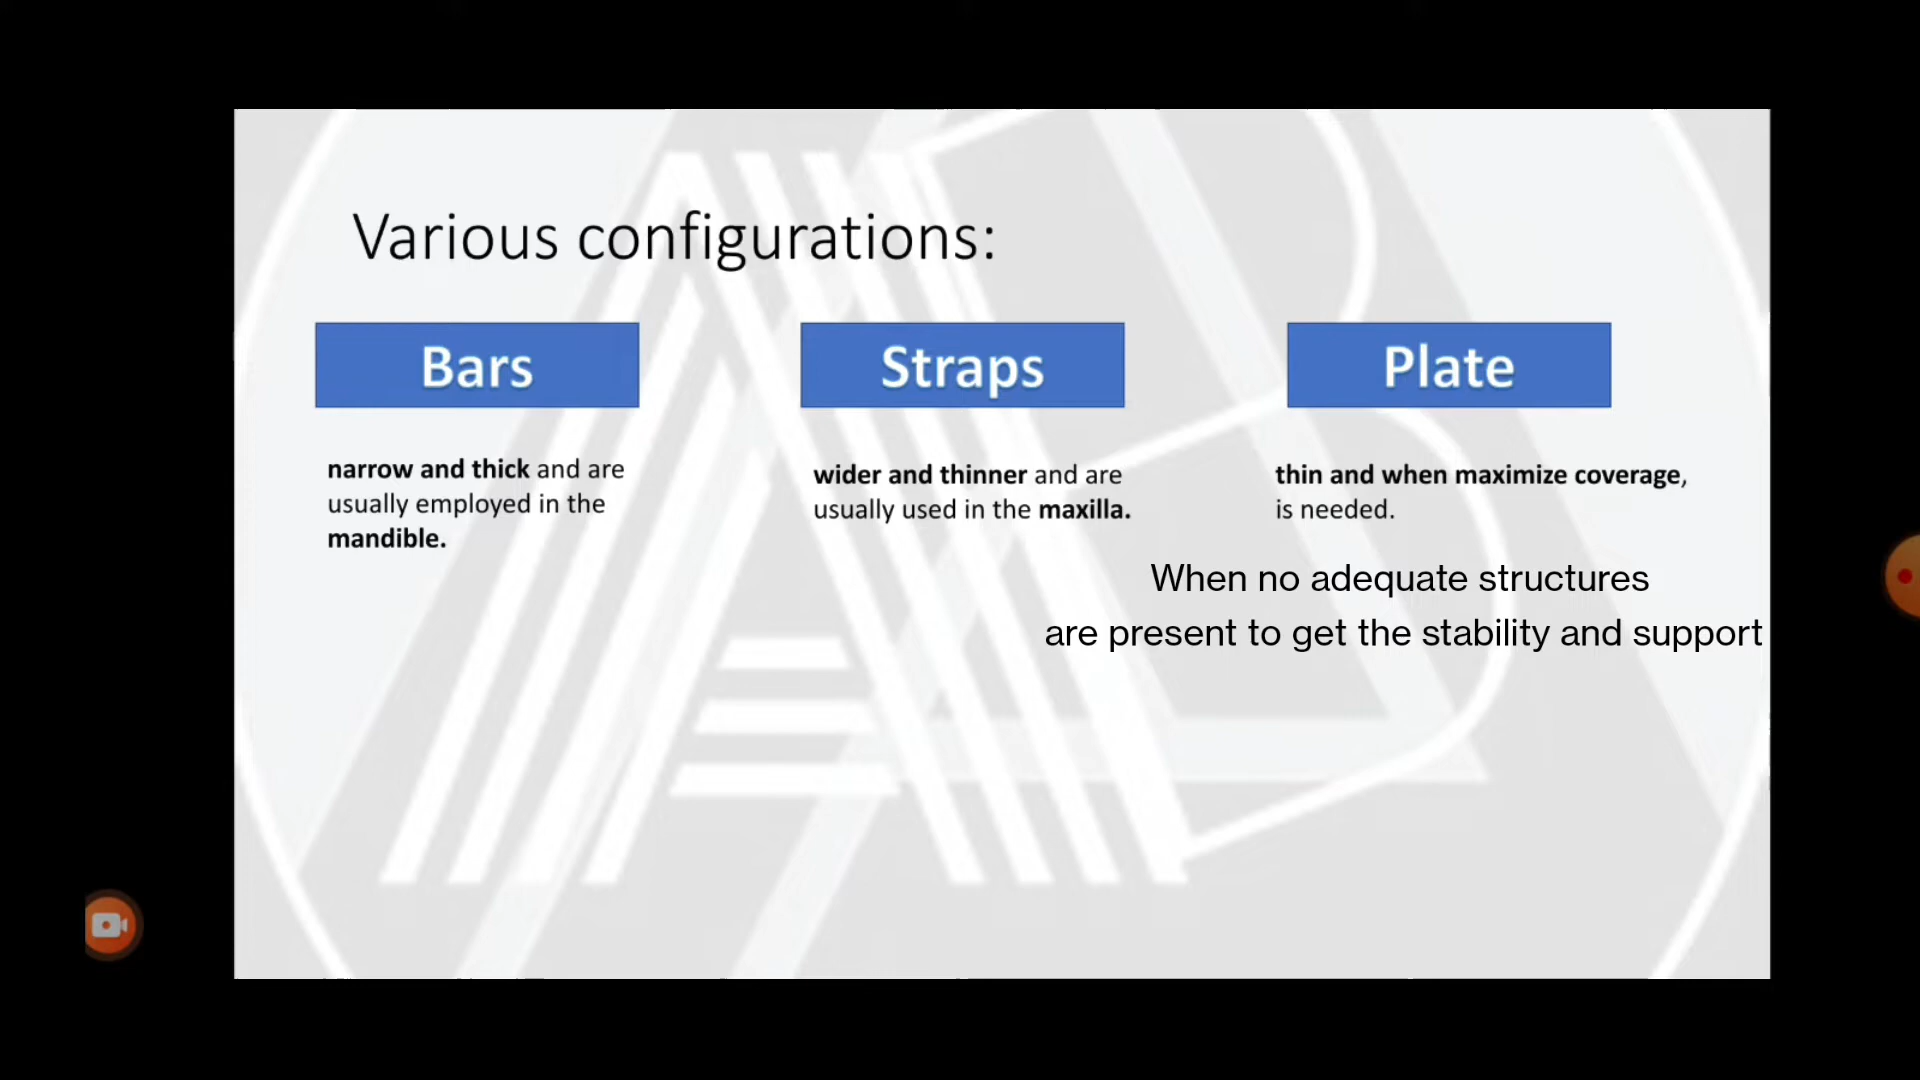 Various configurations:
Bars
narrow and thick and are
usually employed in the
mandible.
Straps
wider and thinner and are
usually used in the maxilla.
Plate
thin and when maximize coverage,
is needed.
When no adequate structures
are present to get the stability and support